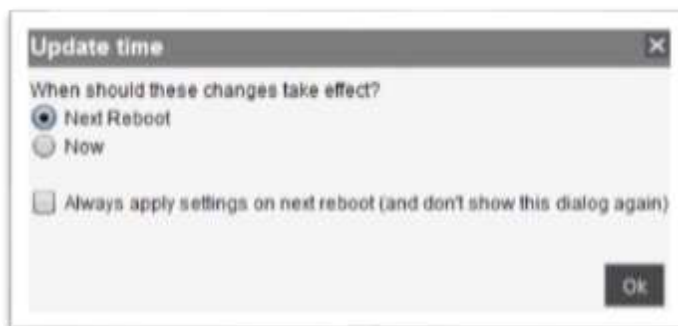 Update time
When should these changes take effect?
Next Reboot
Now
Always apply settings on next reboot (and don't show this dialog again)
Ok